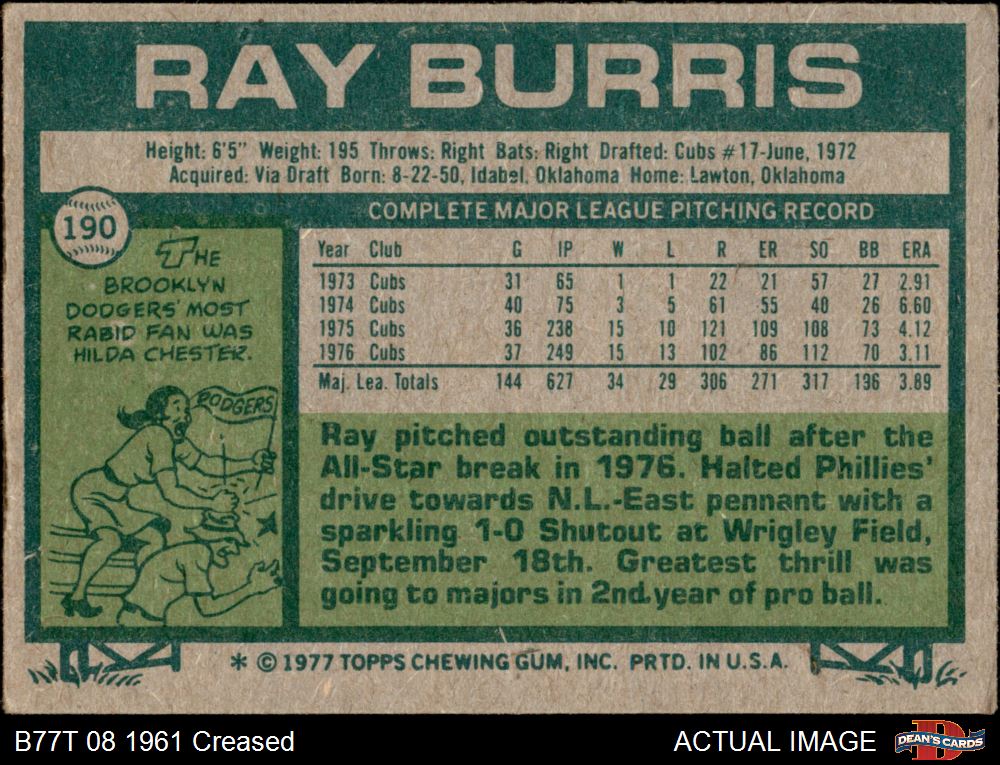 RAY BURRIS
Height: 6'5" Weight: 195 Throws: Right Bats: Right Drafted: Cubs #17-June, 1972
Acquired: Via Draft Born: 8-22-50, Idabel, Oklahoma Home: Lawton, Oklahoma
190
THE
BROOKLYN
DODGERS' MOST
RABID FAN WAS
HILDA CHESTER.
DODGERS
COMPLETE MAJOR LEAGUE PITCHING RECORD
Year Club G IP W L R ER SO BB ERA
1973 Cubs 31 65 1 1 22 21 57 27 2.91
1974 Cubs 40 75 3 5 61 55 40 26 6.60
1975 Cubs 36 238 15 10 121 109 108 73 4.12
1976 Cubs 37 249 15 13 102 86 112 70 3.11
Maj. Lea. Totals 144 627 34 29 306 271 317 196 3.89
Ray pitched outstanding ball after the
All-Star break in 1976. Halted Phillies'
drive towards N.L.-East pennant with a
sparkling 1-0 Shutout at Wrigley Field,
September 18th. Greatest thrill was
going to majors in 2nd.year of pro ball.
* © 1977 TOPPS CHEWING GUM, INC. PRTD. IN U.S.A.
B77T 08 1961 Creased
ACTUAL IMAGE
DEAN'S CARDS